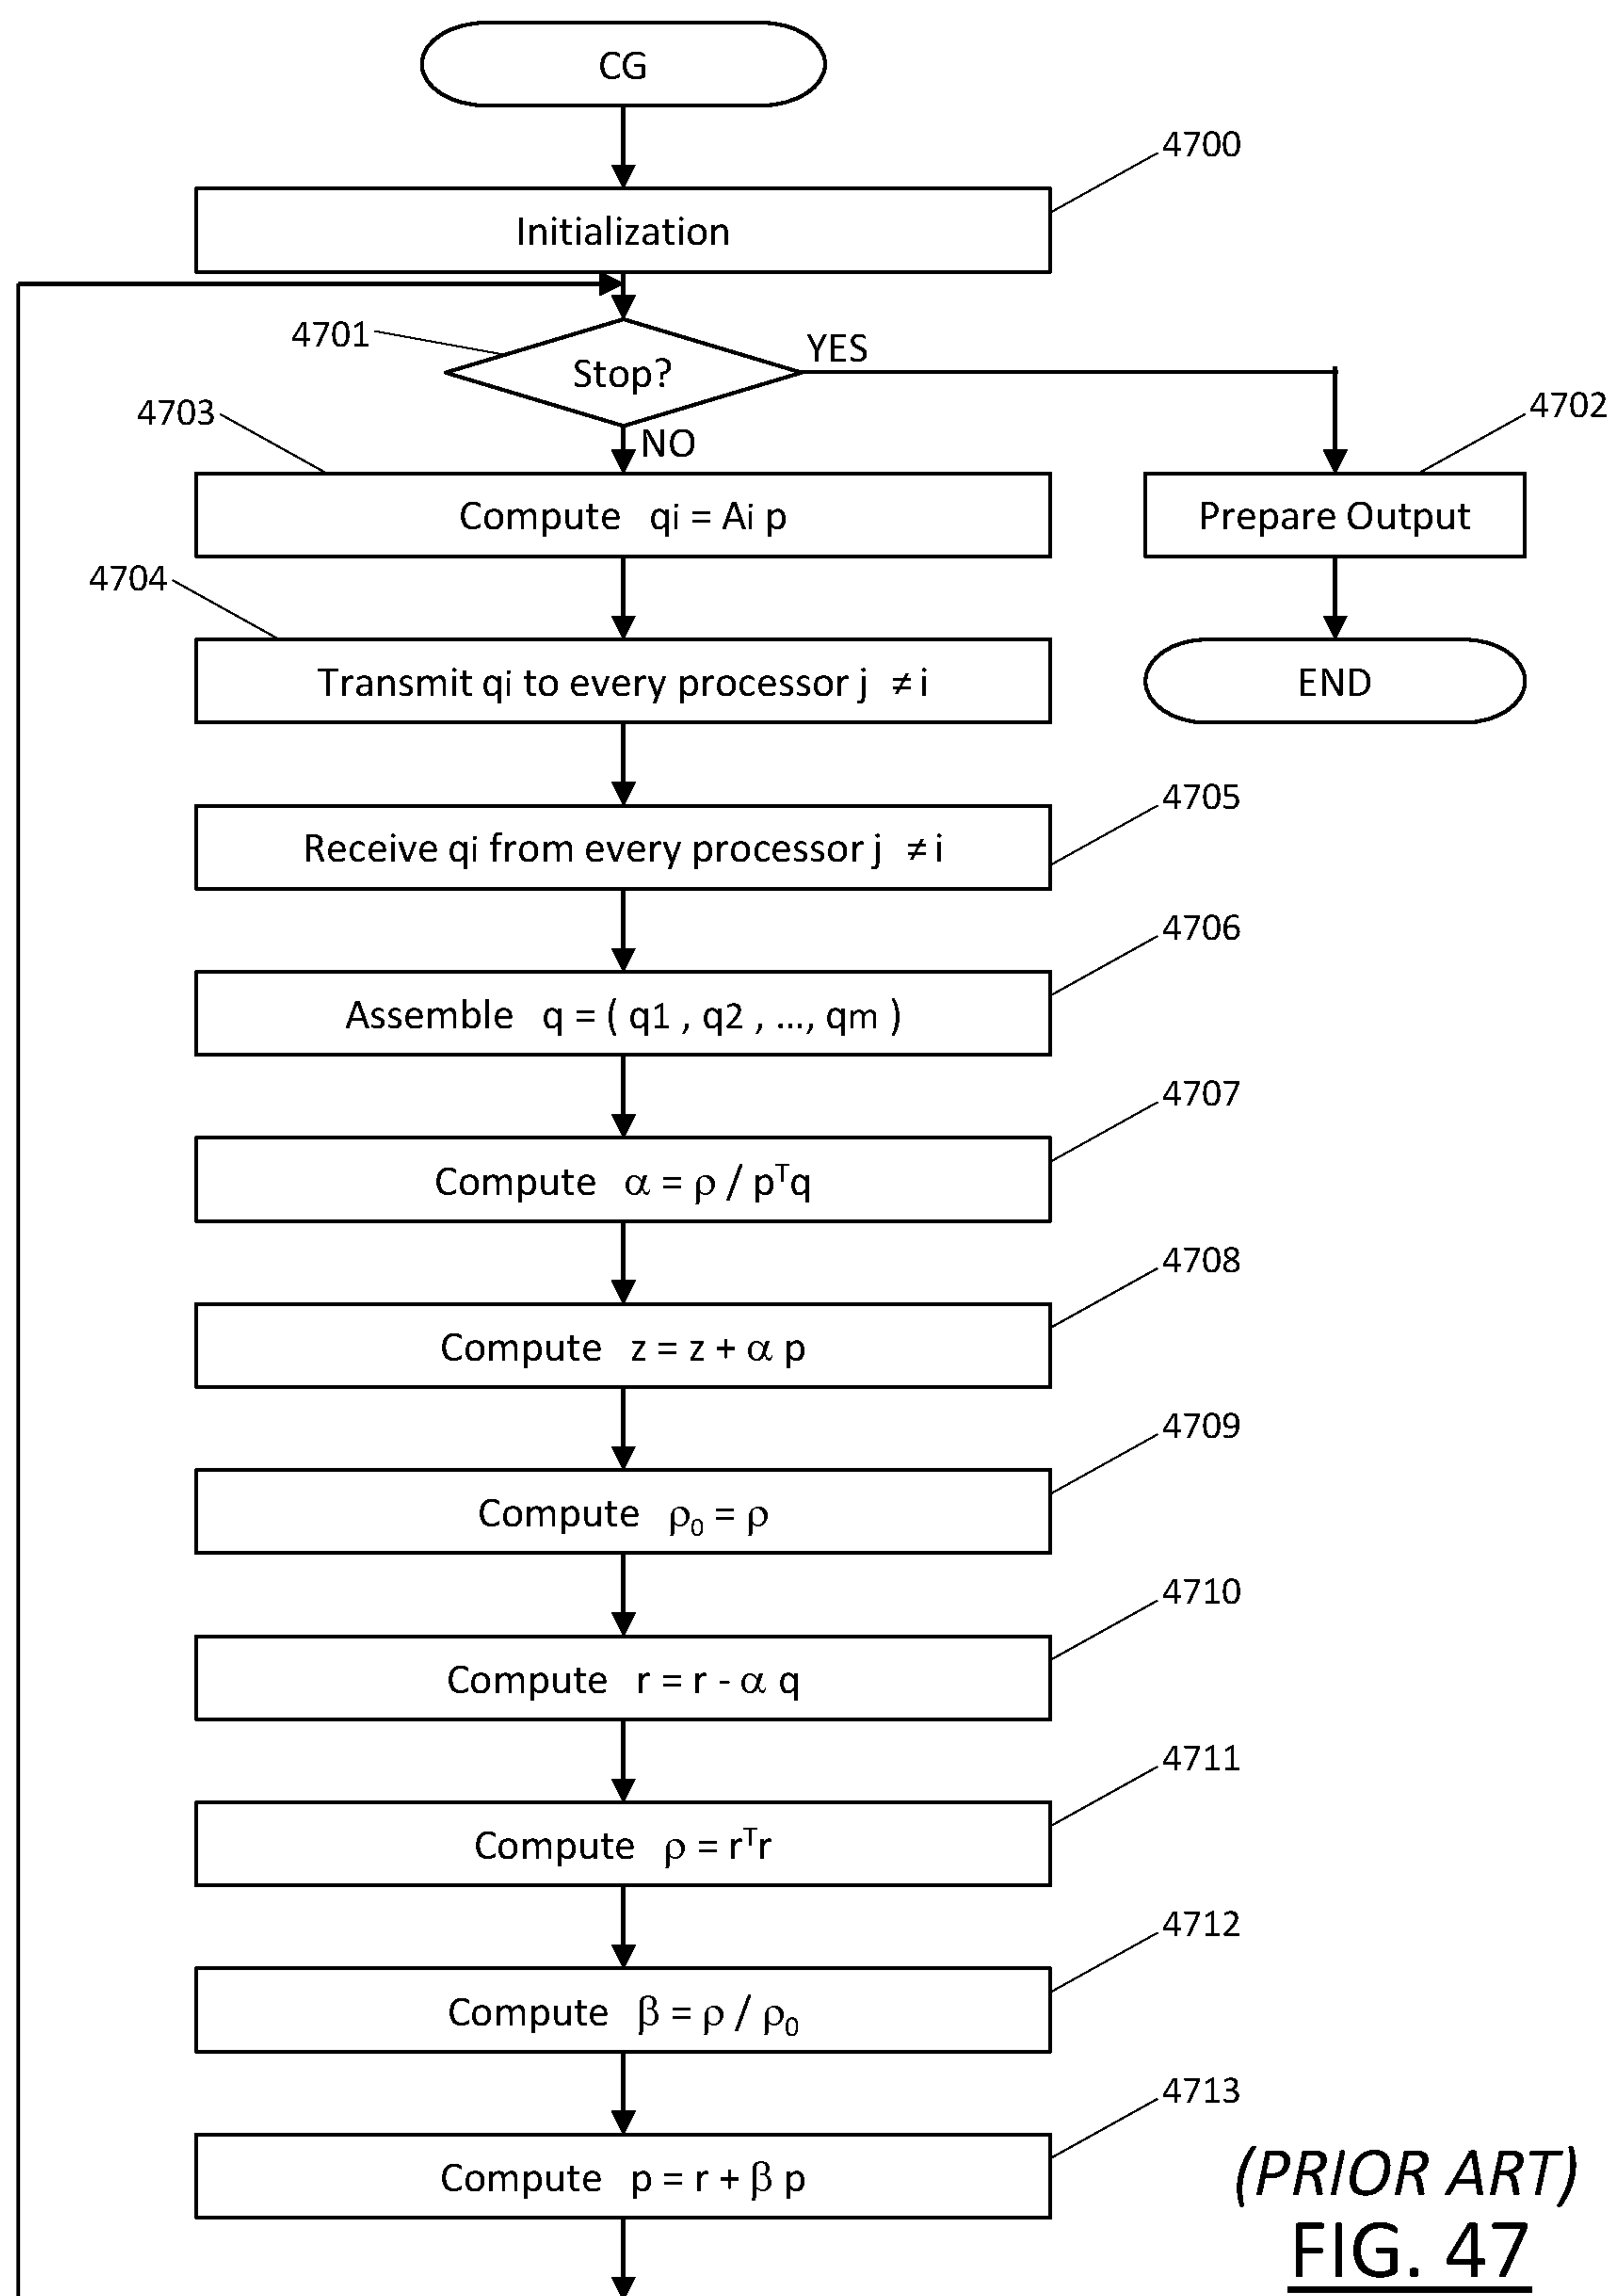 CG
4700
Initialization
4701
Stop?
YES
4703
NO
4702
Compute qi = Ai p
Prepare Output
4704
Transmit qi to every processor j ≠ i
END
4705
Receive qi from every processor j ≠ i
4706
Assemble q = ( q1 , q2 , ..., qm )
4707
Compute α = ρ / pᵀq
4708
Compute z = z + α p
4709
Compute ρ₀ = ρ
4710
Compute r = r - α q
4711
Compute ρ = rᵀr
4712
Compute β = ρ / ρ₀
4713
Compute p = r + β p
(PRIOR ART)
FIG. 47